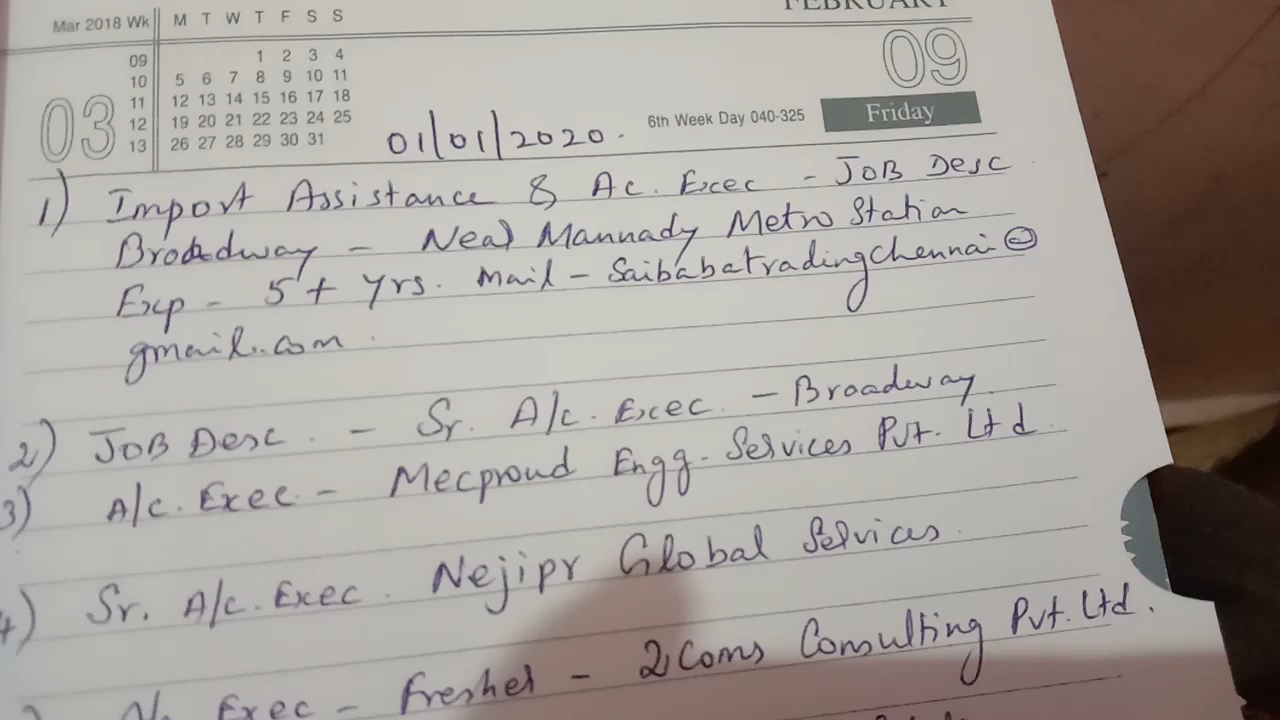 FEBRUARY
Mar 2018 Wk M T W T F S S
09 1 2 3 4
10 5 6 7 8 9 10 11
11 12 13 14 15 16 17 18
12 19 20 21 22 23 24 25
13 26 27 28 29 30 31
03
09
6th Week Day 040-325 Friday
01/01/2020.
1) Import Assistance & Ac. Exec - JOB Desc
Broadway - Near Mannady Metro Station
Exp - 5+ yrs. Mail - Saibabatradingchennai@
gmail.com.
2) JOB Desc. - Sr. A/c. Exec. - Broadway
3) A/c. Exec. - Mecproud Engg. Services Pvt. Ltd.
4) Sr. A/c. Exec. Nejipr Global Services.
A/c Exec - Fresher - 2 Coms Consulting Pvt. Ltd.